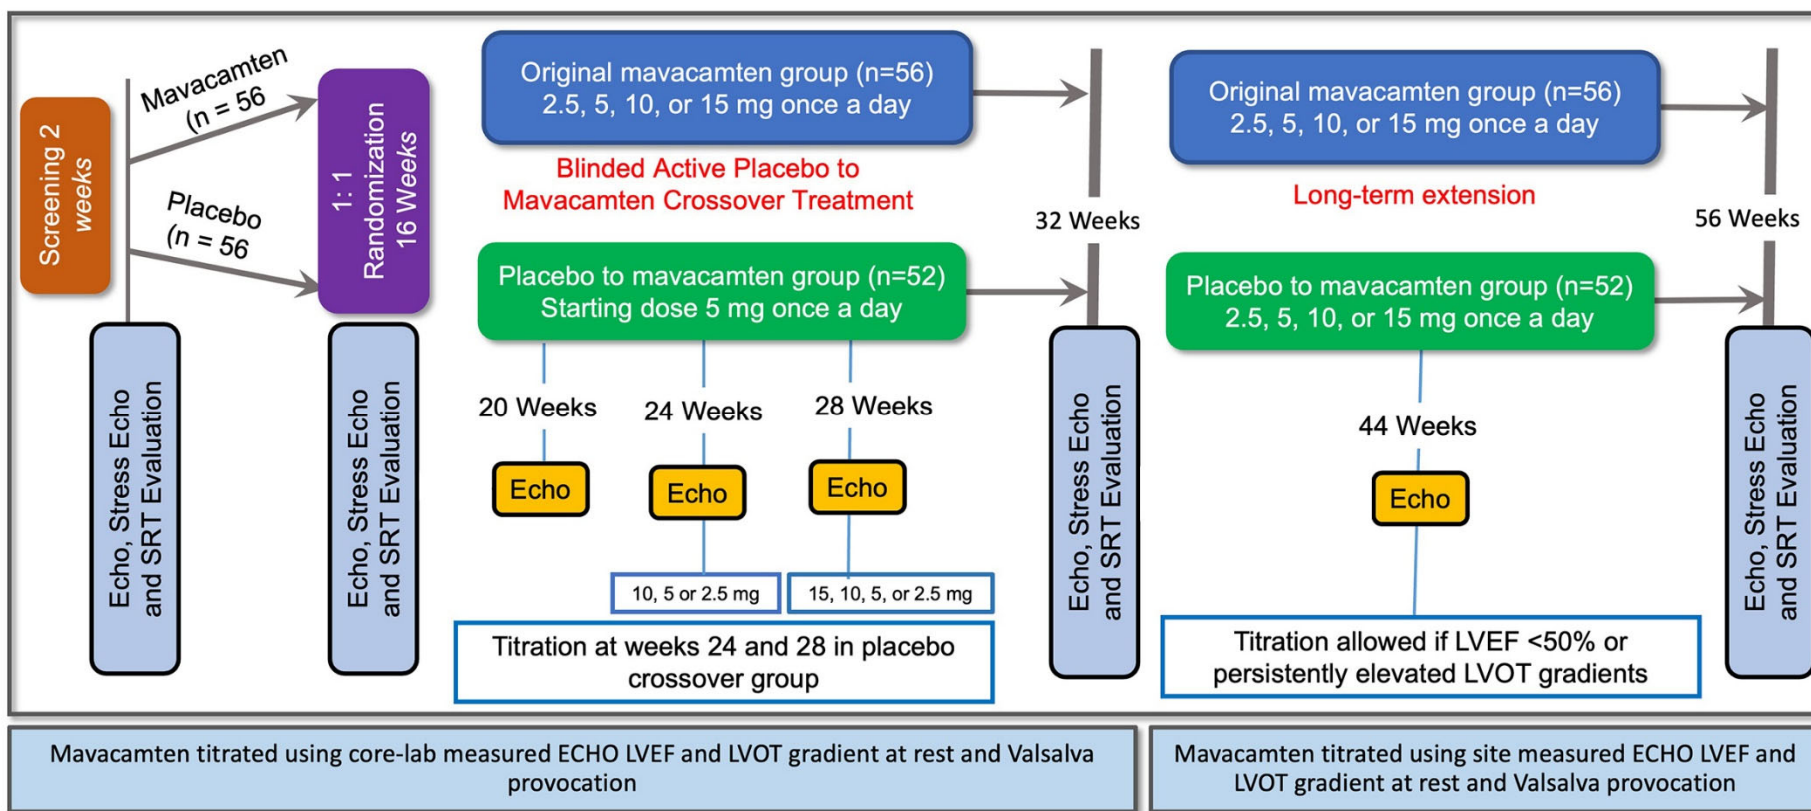 Screening 2
weeks
Mavacamten
(n = 56
Placebo
(n = 56
1: 1
Randomization
16 Weeks
Echo, Stress Echo
and SRT Evaluation
Echo, Stress Echo
and SRT Evaluation
Original mavacamten group (n=56)
2.5, 5, 10, or 15 mg once a day
Blinded Active Placebo to
Mavacamten Crossover Treatment
Placebo to mavacamten group (n=52)
Starting dose 5 mg once a day
20 Weeks
24 Weeks
28 Weeks
Echo
Echo
Echo
10, 5 or 2.5 mg
15, 10, 5, or 2.5 mg
Titration at weeks 24 and 28 in placebo
crossover group
32 Weeks
Echo, Stress Echo
and SRT Evaluation
Original mavacamten group (n=56)
2.5, 5, 10, or 15 mg once a day
Long-term extension
Placebo to mavacamten group (n=52)
2.5, 5, 10, or 15 mg once a day
44 Weeks
Echo
Titration allowed if LVEF <50% or
persistently elevated LVOT gradients
56 Weeks
Echo, Stress Echo
and SRT Evaluation
Mavacamten titrated using core-lab measured ECHO LVEF and LVOT gradient at rest and Valsalva
provocation
Mavacamten titrated using site measured ECHO LVEF and
LVOT gradient at rest and Valsalva provocation